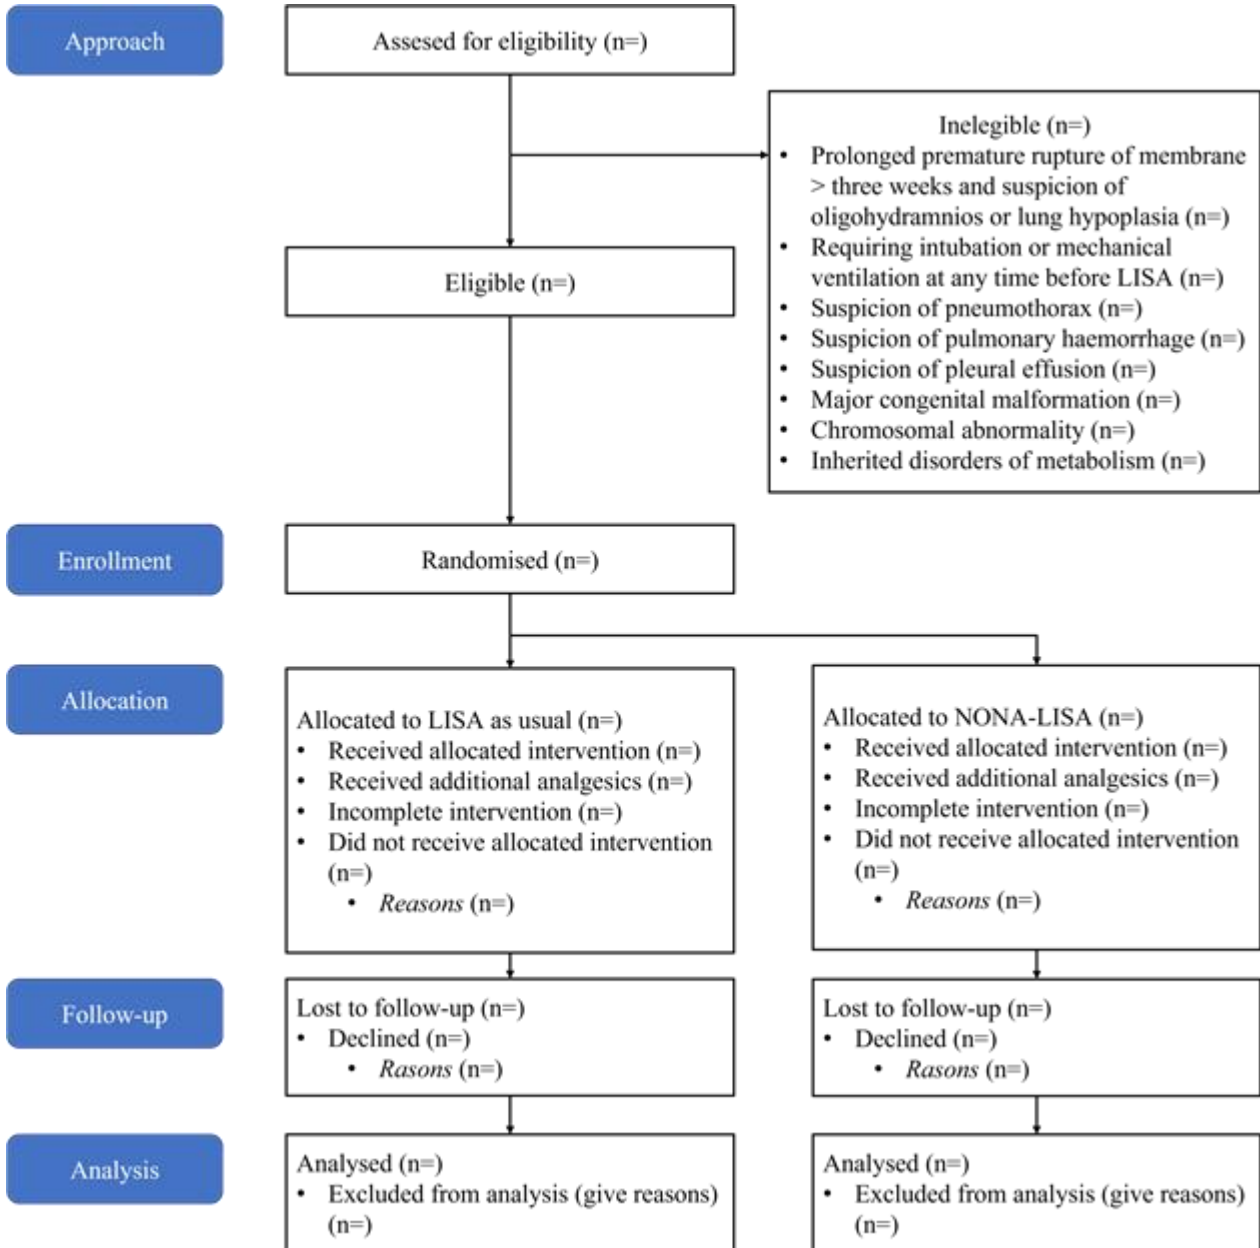 Approach
Assesed for eligibility (n=)
Inelegible (n=)
• Prolonged premature rupture of membrane
> three weeks and suspicion of
oligohydramnios or lung hypoplasia (n=)
• Requiring intubation or mechanical
ventilation at any time before LISA (n=)
• Suspicion of pneumothorax (n=)
• Suspicion of pulmonary haemorrhage (n=)
• Suspicion of pleural effusion (n=)
• Major congenital malformation (n=)
• Chromosomal abnormality (n=)
• Inherited disorders of metabolism (n=)
Eligible (n=)
Enrollment
Randomised (n=)
Allocation
Allocated to LISA as usual (n=)
• Received allocated intervention (n=)
• Received additional analgesics (n=)
• Incomplete intervention (n=)
• Did not receive allocated intervention
(n=)
• Reasons (n=)
Allocated to NONA-LISA (n=)
• Received allocated intervention (n=)
• Received additional analgesics (n=)
• Incomplete intervention (n=)
• Did not receive allocated intervention
(n=)
• Reasons (n=)
Follow-up
Lost to follow-up (n=)
• Declined (n=)
• Rasons (n=)
Lost to follow-up (n=)
• Declined (n=)
• Rasons (n=)
Analysis
Analysed (n=)
• Excluded from analysis (give reasons)
(n=)
Analysed (n=)
• Excluded from analysis (give reasons)
(n=)